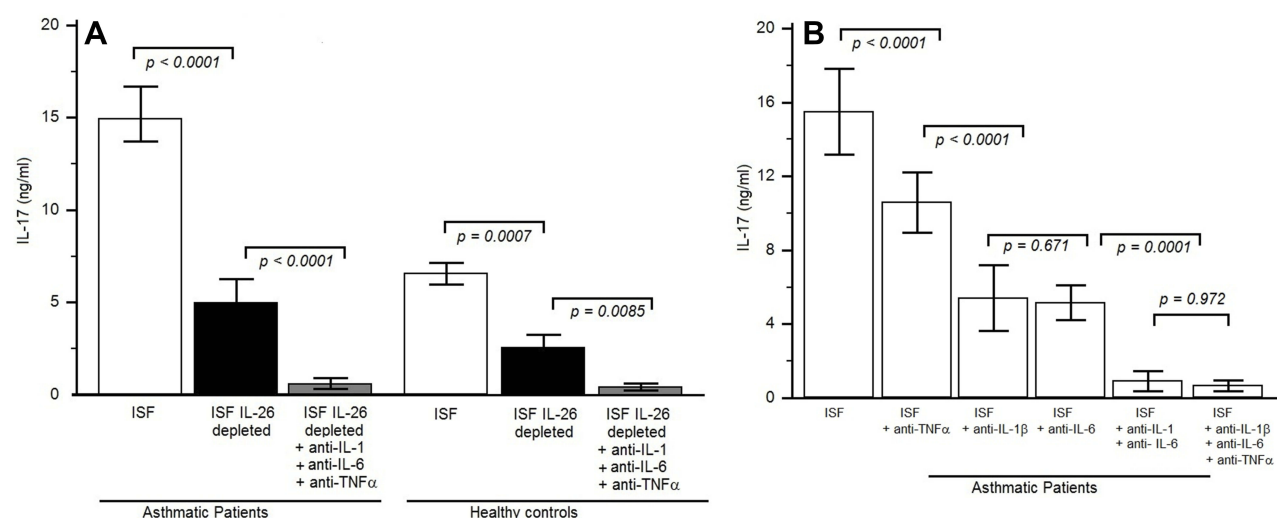 A
IL-17 (ng/ml)
20
15
10
5
0
p < 0.0001
p < 0.0001
p = 0.0007
p = 0.0085
ISF
ISF IL-26
depleted
ISF IL-26
depleted
+ anti-IL-1
+ anti-IL-6
+ anti-TNFα
ISF
ISF IL-26
depleted
ISF IL-26
depleted
+ anti-IL-1
+ anti-IL-6
+ anti-TNFα
Asthmatic Patients
Healthy controls
B
IL-17 (ng/ml)
20
16
12
8
4
0
p < 0.0001
p < 0.0001
p = 0.671
p = 0.0001
p = 0.972
ISF
ISF
+ anti-TNFα
ISF
+ anti-IL-1β
ISF
+ anti-IL-6
ISF
+ anti-IL-1
+ anti- IL-6
ISF
+ anti-IL-1β
+ anti-IL-6
+ anti-TNFα
Asthmatic Patients